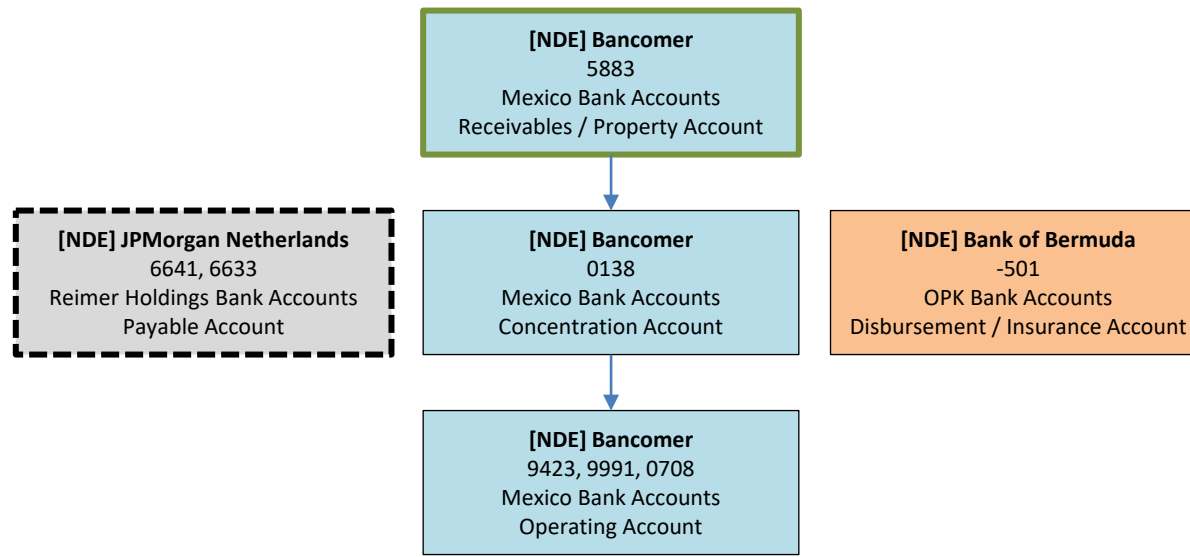 [NDE] Bancomer
5883
Mexico Bank Accounts
Receivables / Property Account
[NDE] JPMorgan Netherlands
6641, 6633
Reimer Holdings Bank Accounts
Payable Account
[NDE] Bancomer
0138
Mexico Bank Accounts
Concentration Account
[NDE] Bank of Bermuda
-501
OPK Bank Accounts
Disbursement / Insurance Account
[NDE] Bancomer
9423, 9991, 0708
Mexico Bank Accounts
Operating Account